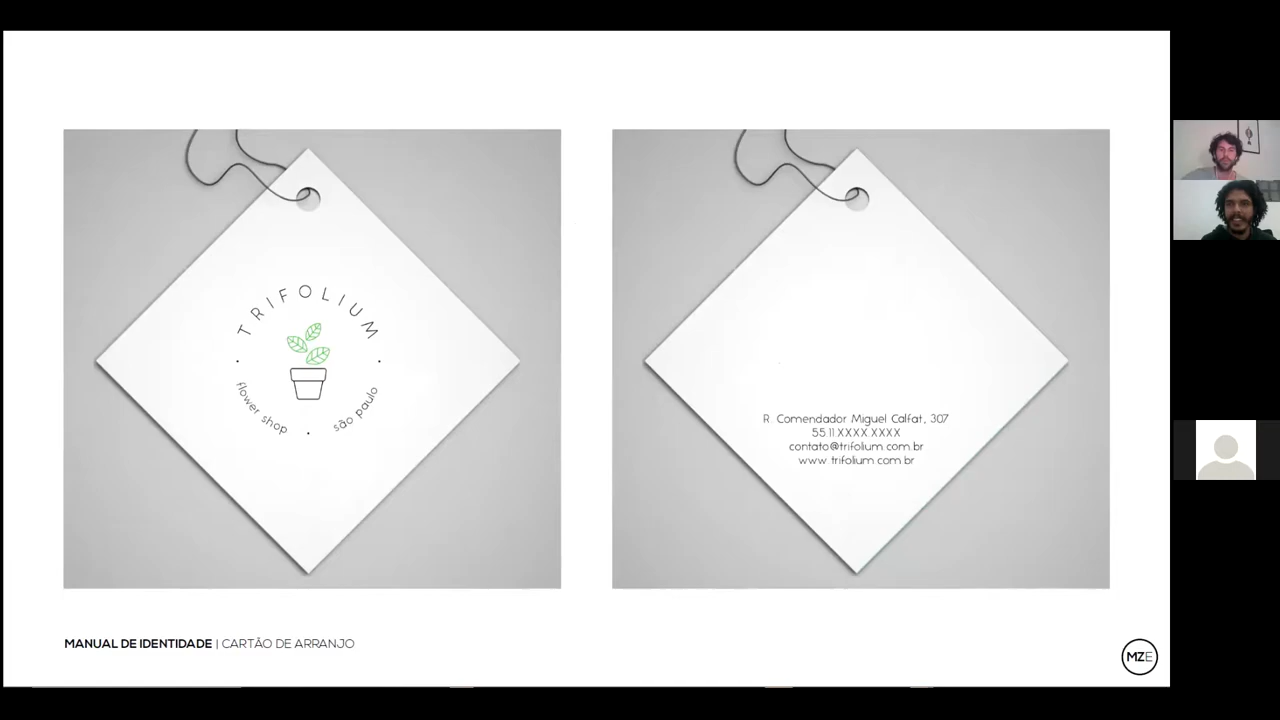 TRIFOLIUM
flower shop • são paulo
R. Comendador Miguel Calfat, 307
55 11 XXXX XXXX
contato@trifolium.com.br
www.trifolium.com.br
MANUAL DE IDENTIDADE | CARTÃO DE ARRANJO
MZE